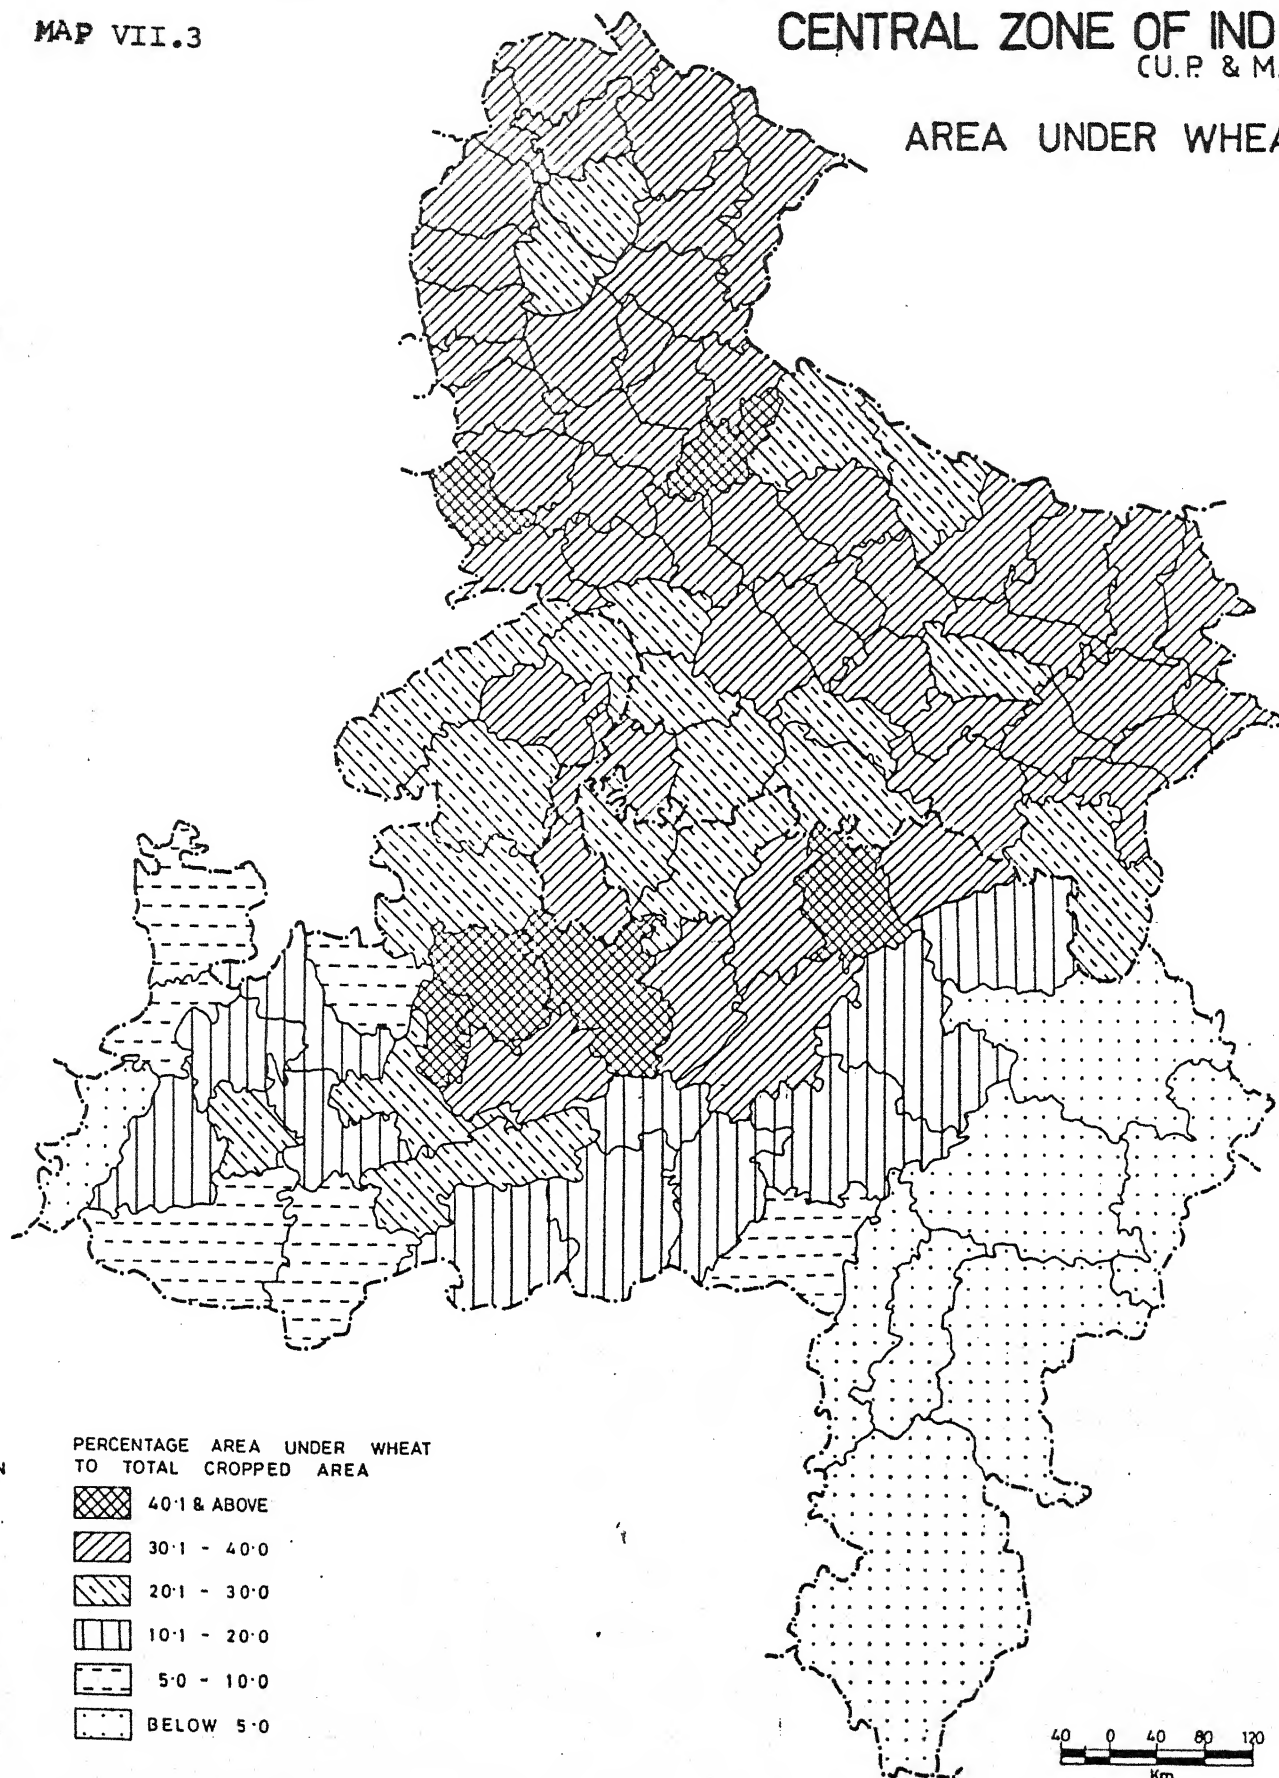 MAP VII.3
CENTRAL ZONE OF IND
(U.P. & M.
AREA UNDER WHEA
PERCENTAGE AREA UNDER WHEAT
TO TOTAL CROPPED AREA
N
40·1 & ABOVE
30·1 - 40·0
20·1 - 30·0
10·1 - 20·0
5·0 - 10·0
BELOW 5·0
40 0 40 80 120
Km